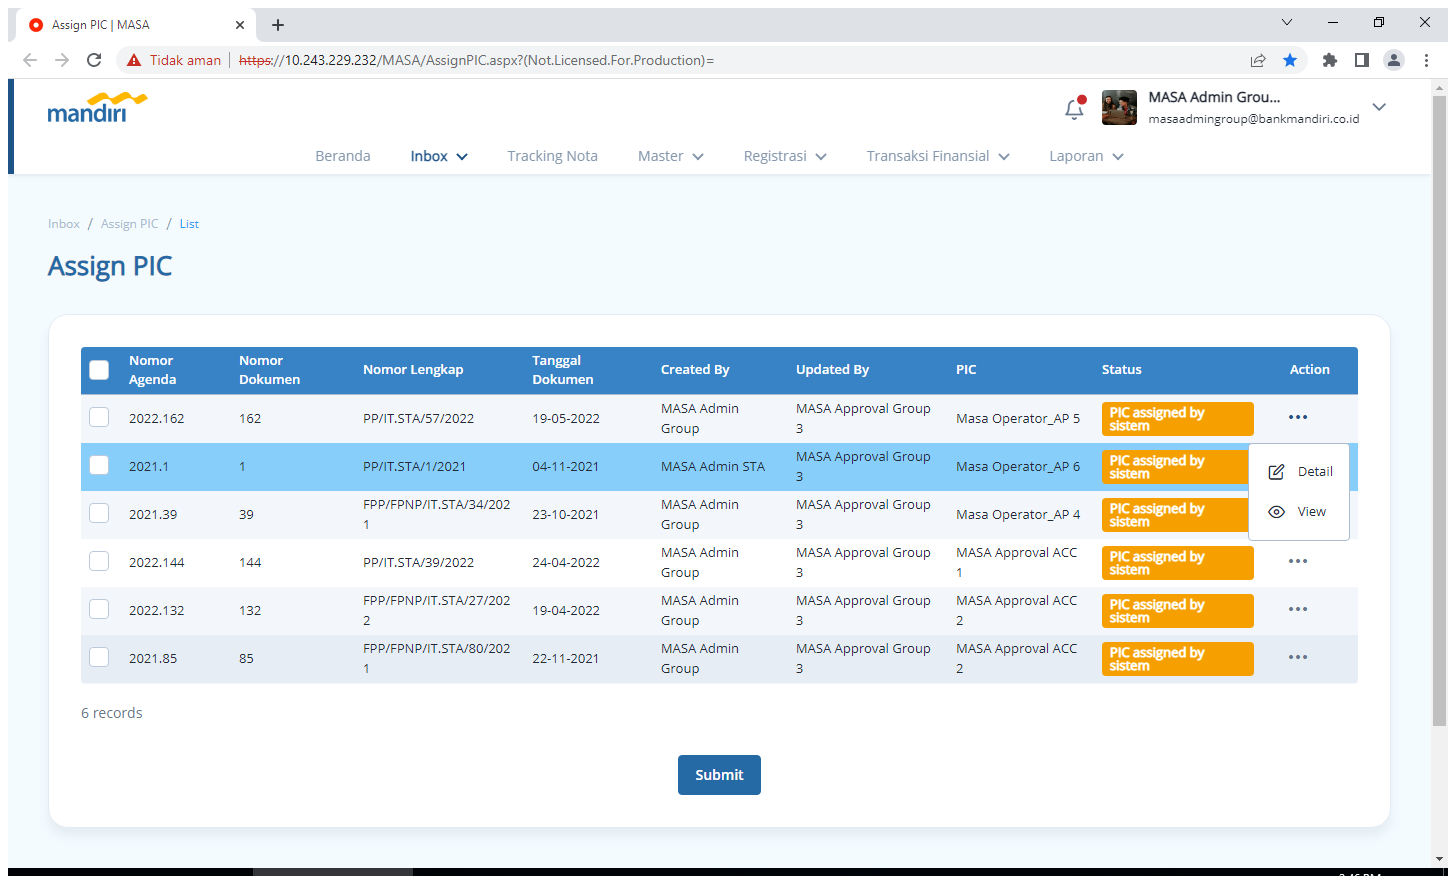 Assign PIC | MASA
Tidak aman | https://10.243.229.232/MASA/AssignPIC.aspx?(Not.Licensed.For.Production)=
mandiri
MASA Admin Grou...
masaadmingroup@bankmandiri.co.id
Beranda Inbox Tracking Nota Master Registrasi Transaksi Finansial Laporan
Inbox / Assign PIC / List
Assign PIC
Nomor Agenda Nomor Dokumen Nomor Lengkap Tanggal Dokumen Created By Updated By PIC Status Action
2022.162 162 PP/IT.STA/57/2022 19-05-2022 MASA Admin Group MASA Approval Group 3 Masa Operator_AP 5 PIC assigned by sistem
2021.1 1 PP/IT.STA/1/2021 04-11-2021 MASA Admin STA MASA Approval Group 3 Masa Operator_AP 6 PIC assigned by sistem
Detail
View
2021.39 39 FPP/FPNP/IT.STA/34/2021 23-10-2021 MASA Admin Group MASA Approval Group 3 Masa Operator_AP 4 PIC assigned by sistem
2022.144 144 PP/IT.STA/39/2022 24-04-2022 MASA Admin Group MASA Approval Group 3 MASA Approval ACC 1 PIC assigned by sistem
2022.132 132 FPP/FPNP/IT.STA/27/2022 19-04-2022 MASA Admin Group MASA Approval Group 3 MASA Approval ACC 2 PIC assigned by sistem
2021.85 85 FPP/FPNP/IT.STA/80/2021 22-11-2021 MASA Admin Group MASA Approval Group 3 MASA Approval ACC 2 PIC assigned by sistem
6 records
Submit